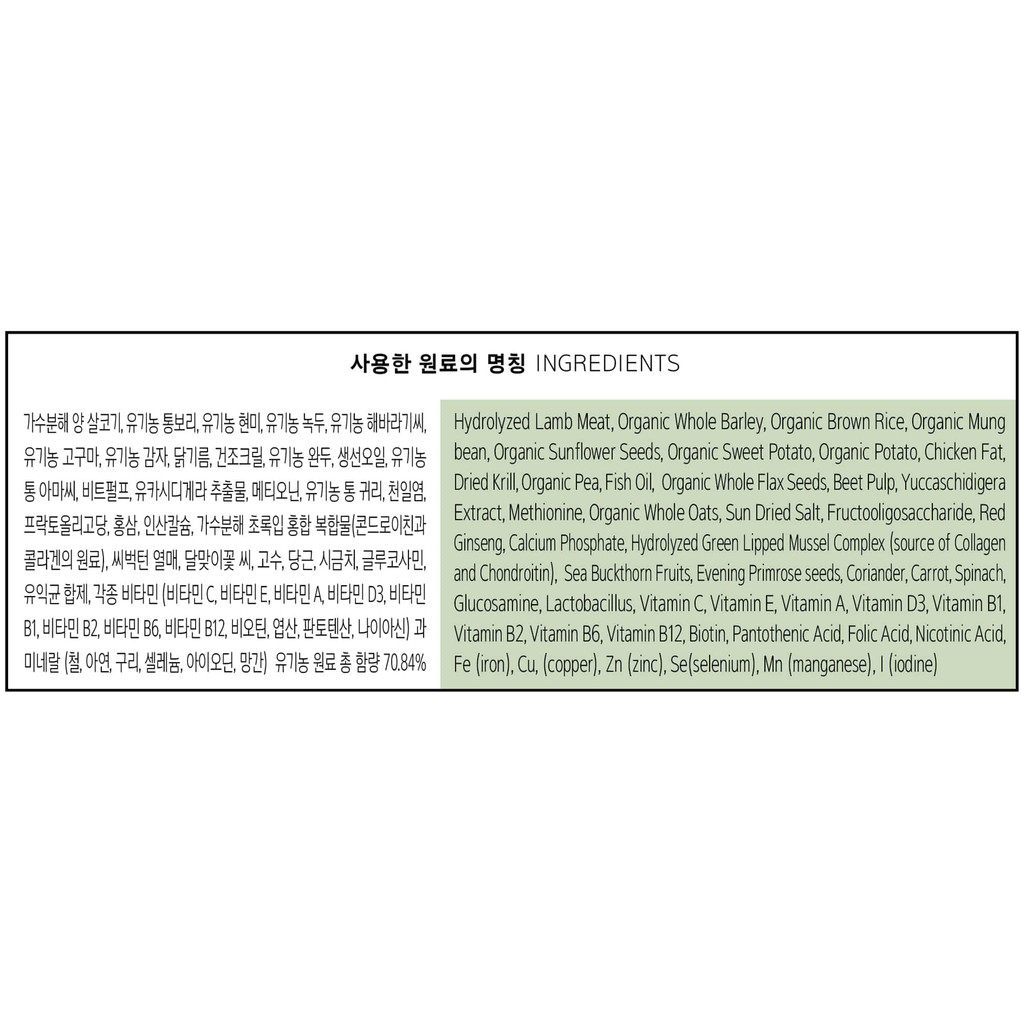 사용한 원료의 명칭 INGREDIENTS
가수분해 양 살코기, 유기농 통보리, 유기농 현미, 유기농 녹두, 유기농 해바라기씨,
유기농 고구마, 유기농 감자, 닭기름, 건조크릴, 유기농 완두, 생선오일, 유기농
통 아마씨, 비트펄프, 유카시디게라 추출물, 메티오닌, 유기농 통 귀리, 천일염,
프락토올리고당, 홍삼, 인산칼슘, 가수분해 초록입 홍합 복합물(콘드로이친과
콜라겐의 원료), 씨벅턴 열매, 달맞이꽃 씨, 고수, 당근, 시금치, 글루코사민,
유익균 합제, 각종 비타민 (비타민 C, 비타민 E, 비타민 A, 비타민 D3, 비타민
B1, 비타민 B2, 비타민 B6, 비타민 B12, 비오틴, 엽산, 판토텐산, 나이아신) 과
미네랄 (철, 아연, 구리, 셀레늄, 아이오딘, 망간) 유기농 원료 총 함량 70.84%
Hydrolyzed Lamb Meat, Organic Whole Barley, Organic Brown Rice, Organic Mung
bean, Organic Sunflower Seeds, Organic Sweet Potato, Organic Potato, Chicken Fat,
Dried Krill, Organic Pea, Fish Oil, Organic Whole Flax Seeds, Beet Pulp, Yuccaschidigera
Extract, Methionine, Organic Whole Oats, Sun Dried Salt, Fructooligosaccharide, Red
Ginseng, Calcium Phosphate, Hydrolyzed Green Lipped Mussel Complex (source of Collagen
and Chondroitin), Sea Buckthorn Fruits, Evening Primrose seeds, Coriander, Carrot, Spinach,
Glucosamine, Lactobacillus, Vitamin C, Vitamin E, Vitamin A, Vitamin D3, Vitamin B1,
Vitamin B2, Vitamin B6, Vitamin B12, Biotin, Pantothenic Acid, Folic Acid, Nicotinic Acid,
Fe (iron), Cu, (copper), Zn (zinc), Se(selenium), Mn (manganese), I (iodine)